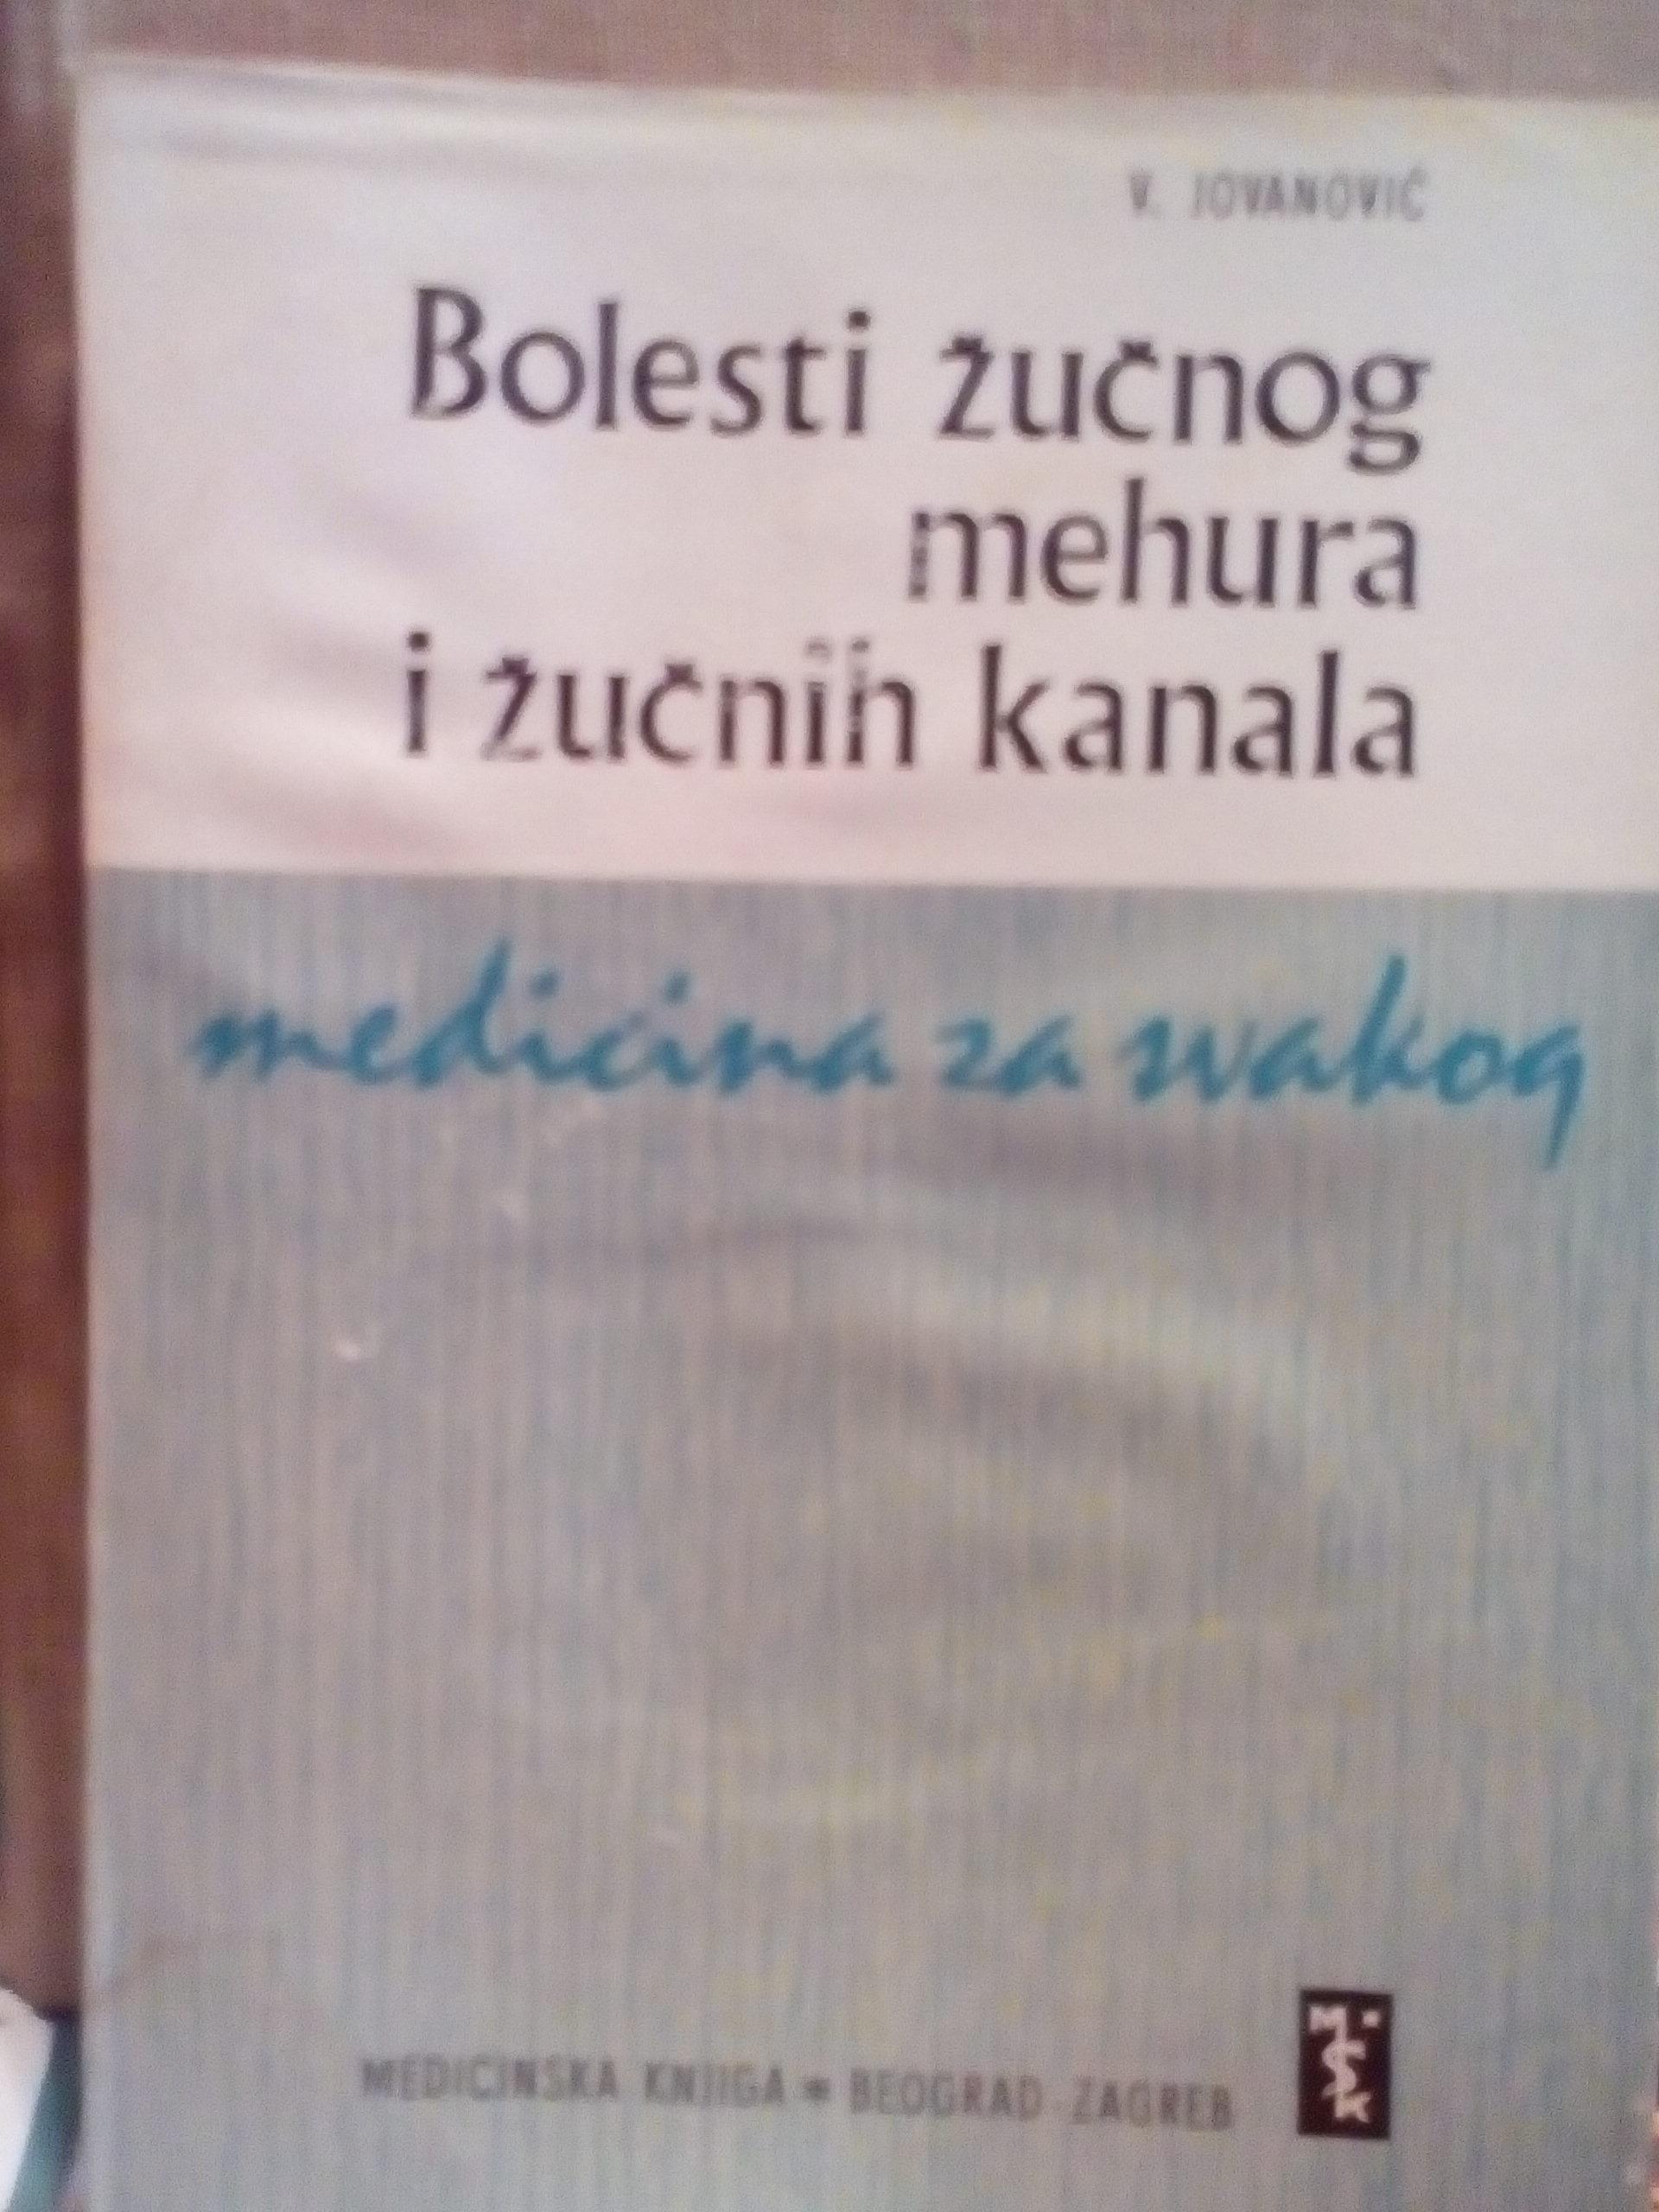 V. JOVANOVIĆ
Bolesti žučnog
mehura
i žučnih kanala
medicina za svakog
MEDICINSKA KNJIGA * BEOGRAD - ZAGREB
M
S
K